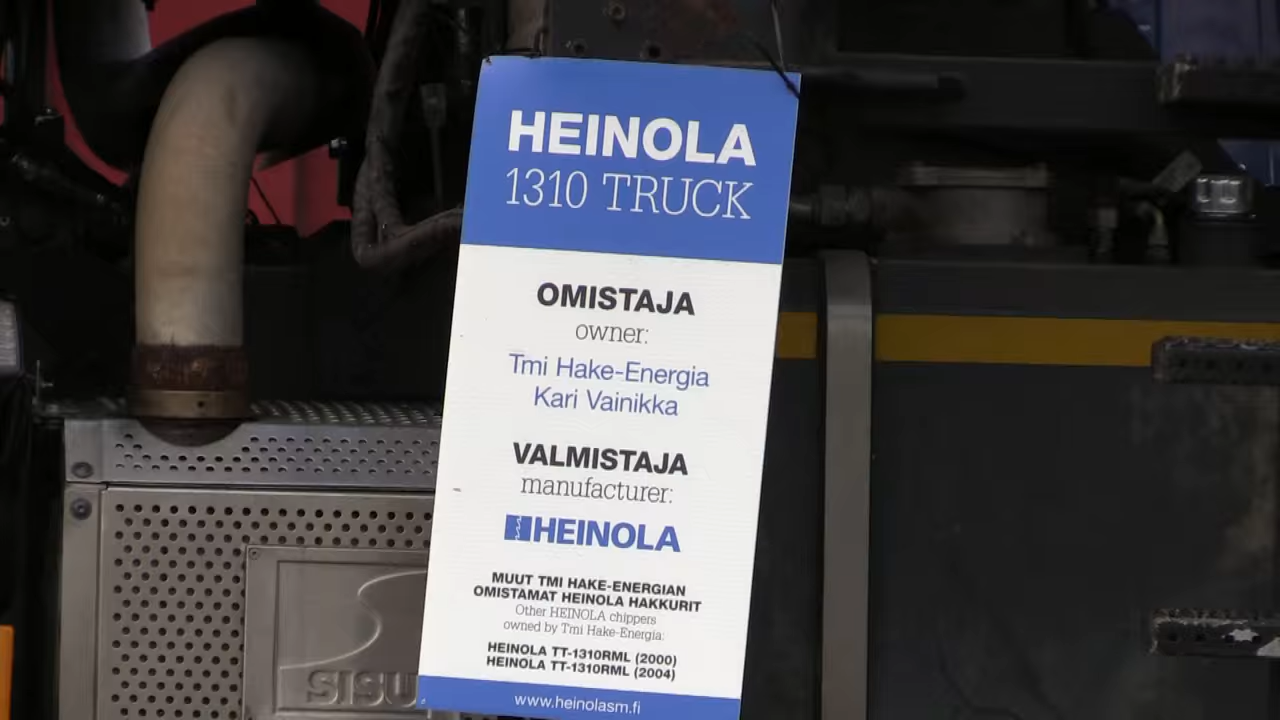 HEINOLA
1310 TRUCK
OMISTAJA
owner:
Tmi Hake-Energia
Kari Vainikka
VALMISTAJA
manufacturer:
HEINOLA
MUUT TMI HAKE-ENERGIAN
OMISTAMAT HEINOLA HAKKURIT
Other HEINOLA chippers
owned by Tmi Hake-Energia:
HEINOLA TT-1310RML (2000)
HEINOLA TT-1310RML (2004)
www.heinolasm.fi
SISU